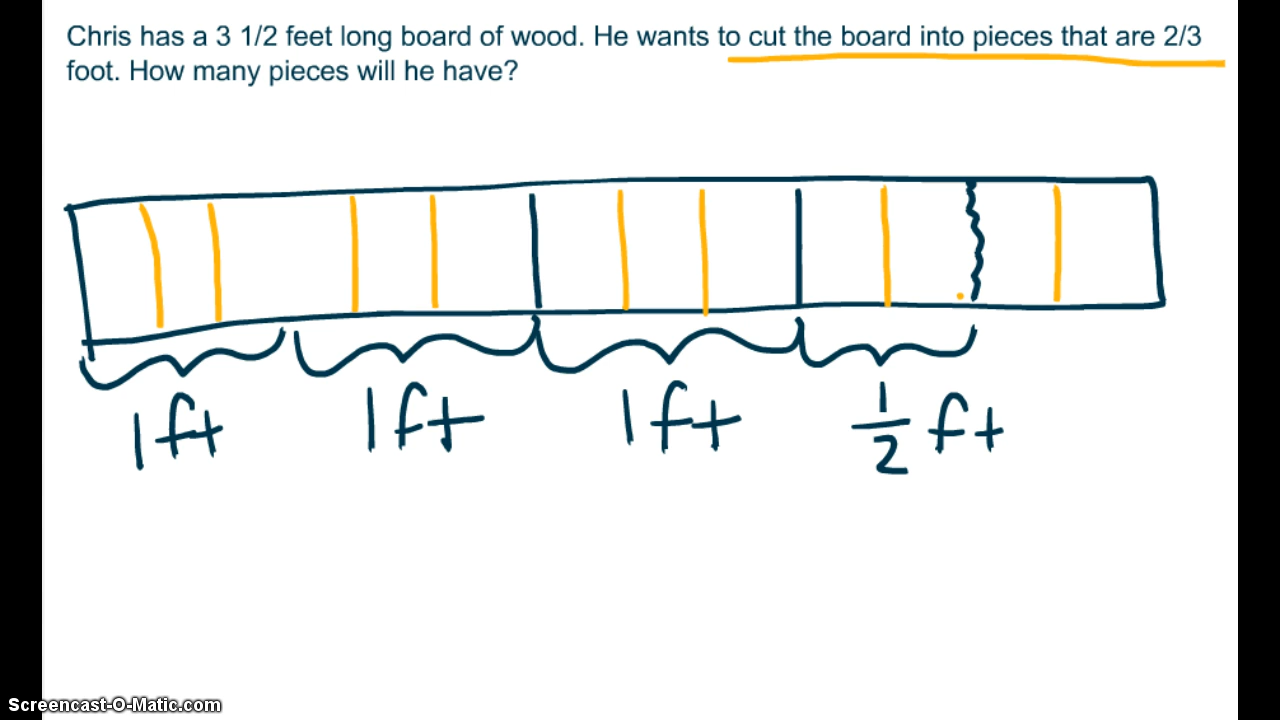 Chris has a 3 1/2 feet long board of wood. He wants to cut the board into pieces that are 2/3
foot. How many pieces will he have?
1ft 1ft 1ft 1/2 ft
Screencast-O-Matic.com